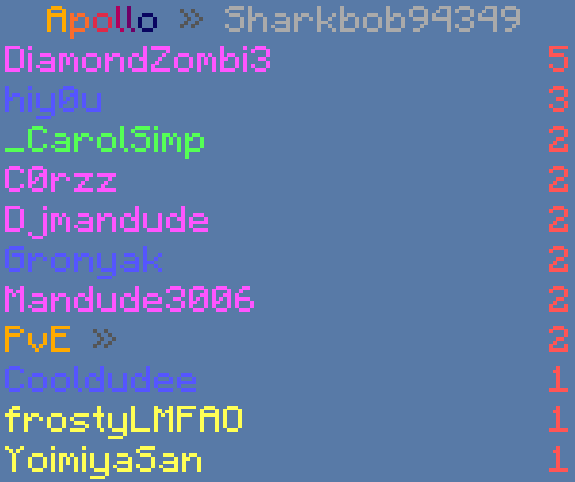 Apollo » Sharkbob94349
DiamondZombi3 5
hiy0u 3
_CarolSimp 2
C0rzz 2
Djmandude 2
Gronyak 2
Mandude3006 2
PvE » 2
Cooldudee 1
frostyLMFAO 1
YoimiyaSan 1